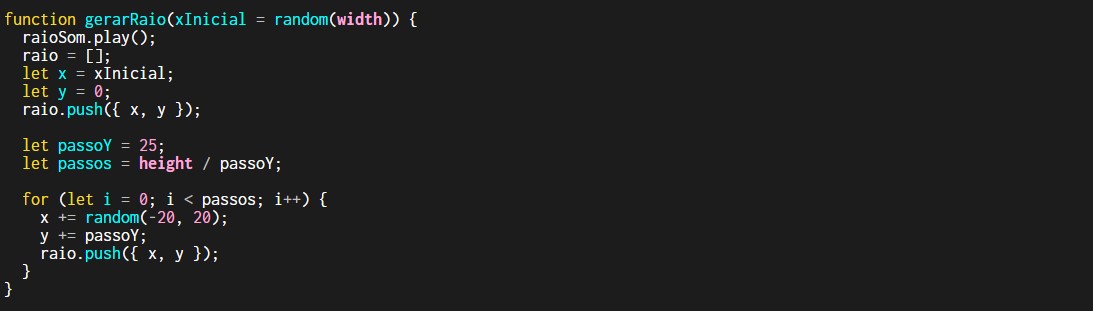 function gerarRaio(xInicial = random(width)) {
  raioSom.play();
  raio = [];
  let x = xInicial;
  let y = 0;
  raio.push({ x, y });

  let passoY = 25;
  let passos = height / passoY;

  for (let i = 0; i < passos; i++) {
    x += random(-20, 20);
    y += passoY;
    raio.push({ x, y });
  }
}